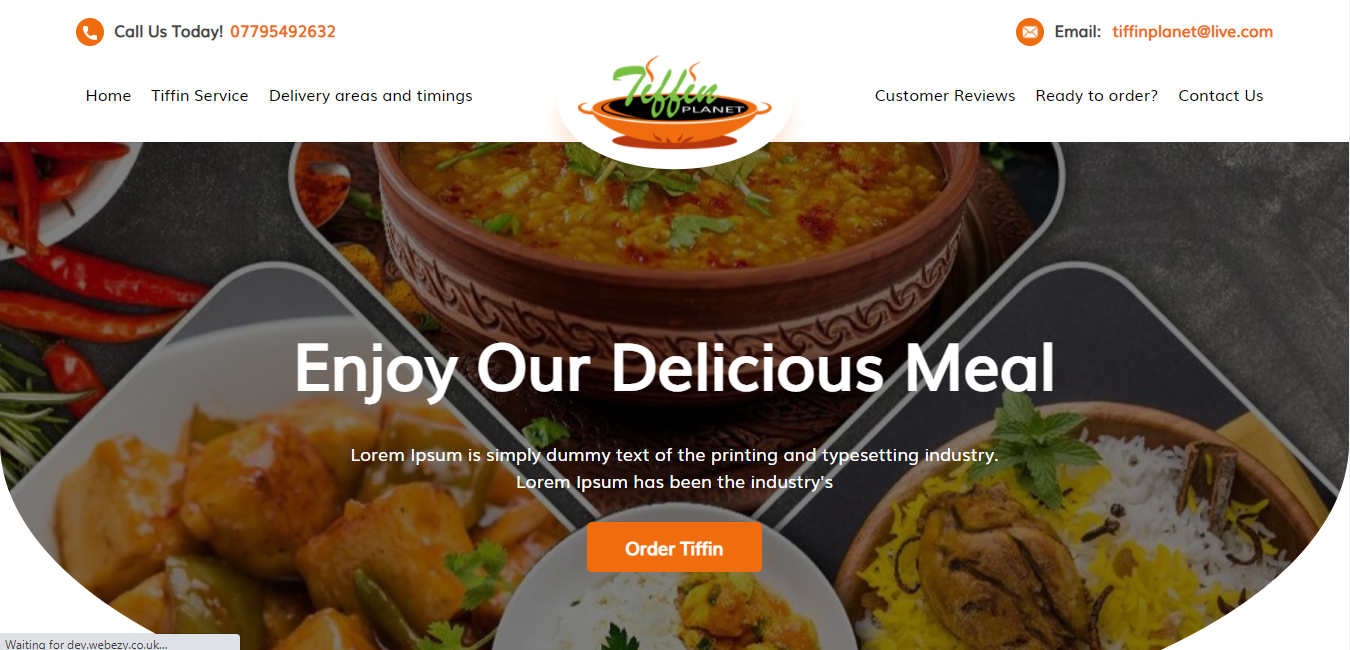 Call Us Today! 07795492632
Email: tiffinplanet@live.com
Home Tiffin Service Delivery areas and timings
Tiffin
PLANET
Customer Reviews Ready to order? Contact Us
Enjoy Our Delicious Meal
Lorem Ipsum is simply dummy text of the printing and typesetting industry.
Lorem Ipsum has been the industry's
Order Tiffin
Waiting for dev.webezy.co.uk...